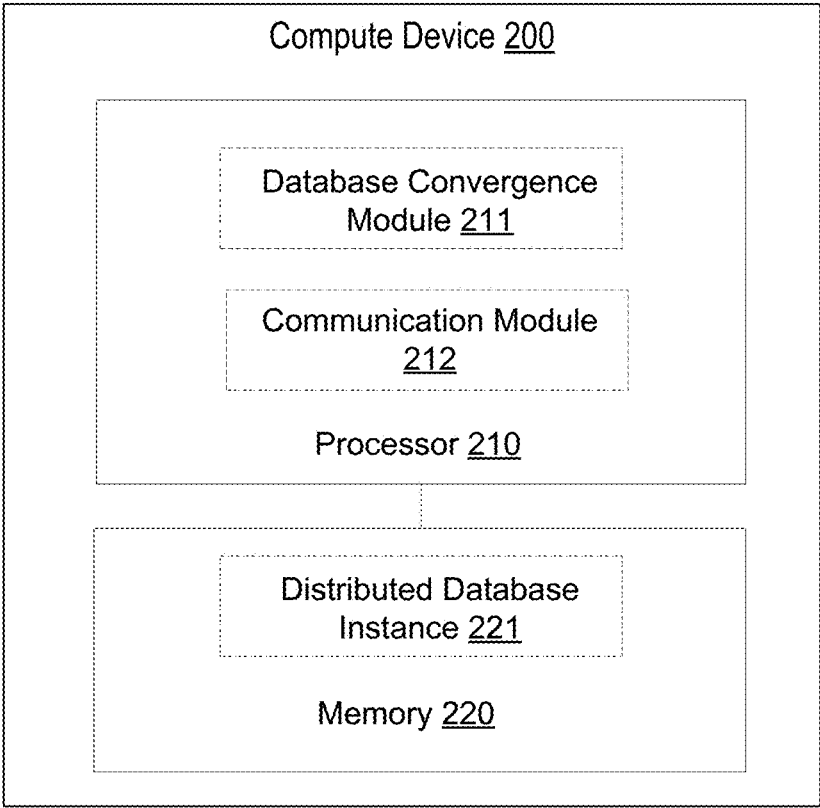 Compute Device 200
Database Convergence
Module 211
Communication Module
212
Processor 210
Distributed Database
Instance 221
Memory 220